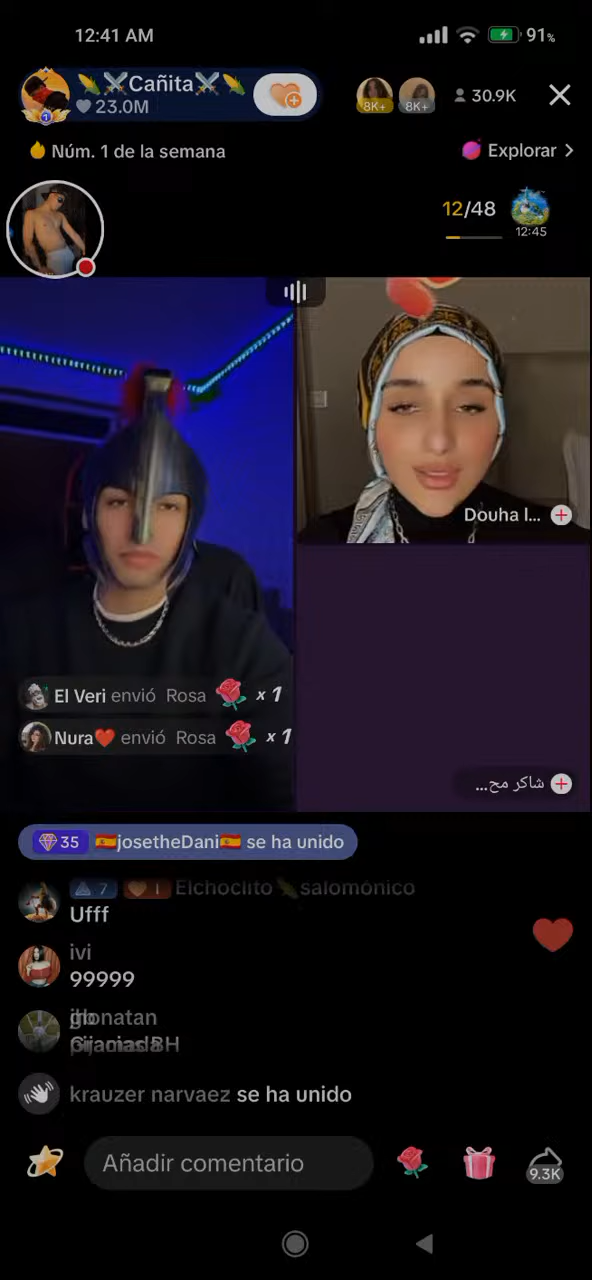 12:41 AM
91%
🌽⚔️Cañita⚔️🌽
23.0M
8K+
8K+
30.9K
Núm. 1 de la semana
Explorar
12/48
12:45
Douha l...
El Veri envió Rosa x 1
Nura❤️ envió Rosa x 1
شاكر مح...
35 🇪🇸josetheDani🇪🇸 se ha unido
7 1 Elchoclito🌽salomónico
Ufff
ivi
99999
krauzer narvaez se ha unido
Añadir comentario
9.3K